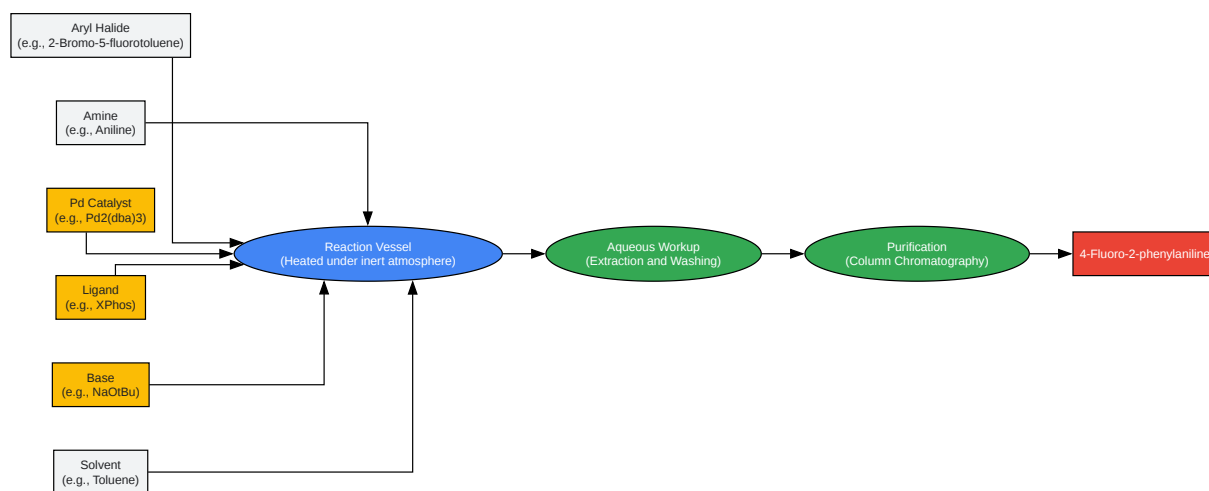 Aryl Halide
(e.g., 2-Bromo-5-fluorotoluene)
Amine
(e.g., Aniline)
Pd Catalyst
(e.g., Pd2(dba)3)
Ligand
(e.g., XPhos)
Base
(e.g., NaOtBu)
Solvent
(e.g., Toluene)
Reaction Vessel
(Heated under inert atmosphere)
Aqueous Workup
(Extraction and Washing)
Purification
(Column Chromatography)
4-Fluoro-2-phenylaniline